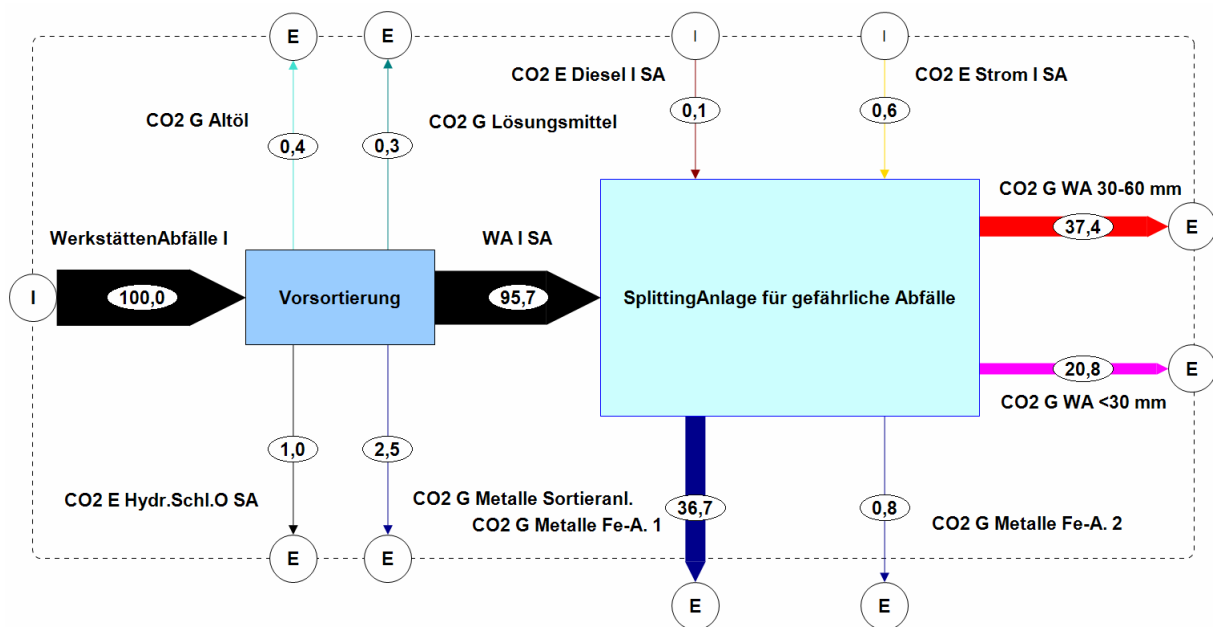 E
E
I
I
CO2 E Diesel I SA
CO2 E Strom I SA
0,1
0,6
CO2 G Altöl
CO2 G Lösungsmittel
0,4
0,3
CO2 G WA 30-60 mm
37,4
E
WerkstättenAbfälle I
WA I SA
I
100,0
Vorsortierung
95,7
SplittingAnlage für gefährliche Abfälle
20,8
E
CO2 G WA <30 mm
1,0
2,5
CO2 E Hydr.Schl.O SA
CO2 G Metalle Sortieranl.
CO2 G Metalle Fe-A. 1
36,7
0,8
CO2 G Metalle Fe-A. 2
E
E
E
E